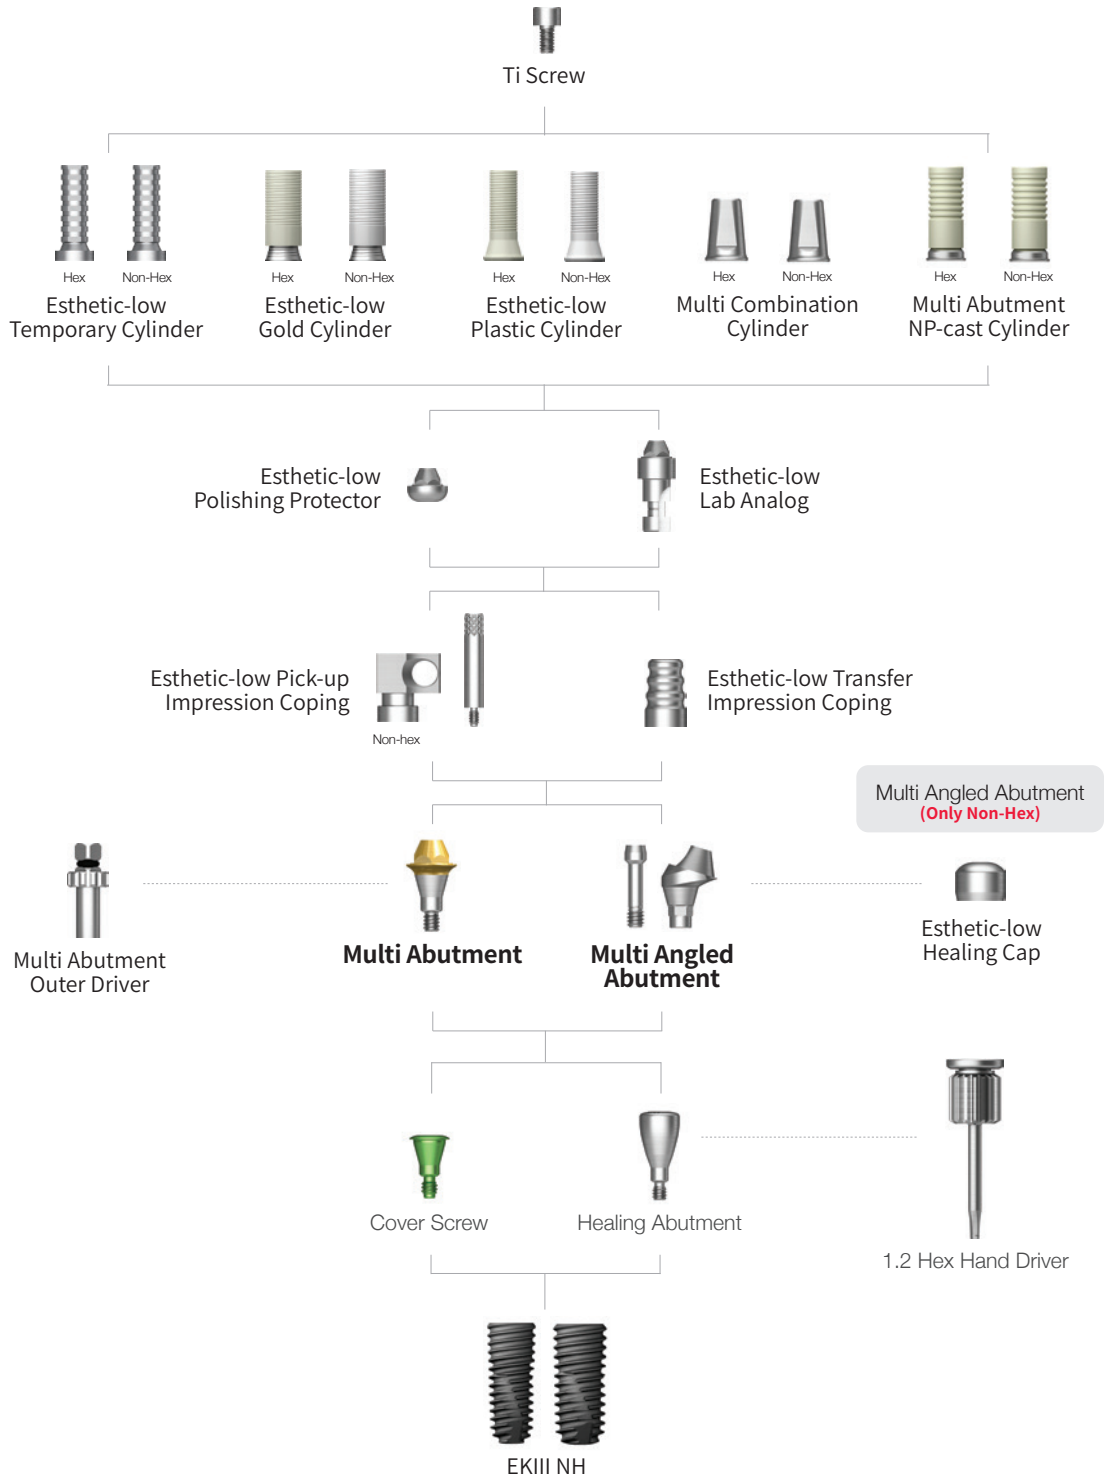 Ti Screw
Hex
Non-Hex
Esthetic-low
Temporary Cylinder
Hex
Non-Hex
Esthetic-low
Gold Cylinder
Hex
Non-Hex
Esthetic-low
Plastic Cylinder
Hex
Non-Hex
Multi Combination
Cylinder
Hex
Non-Hex
Multi Abutment
NP-cast Cylinder
Esthetic-low
Polishing Protector
Esthetic-low
Lab Analog
Esthetic-low Pick-up
Impression Coping
Non-hex
Esthetic-low Transfer
Impression Coping
Multi Angled Abutment
(Only Non-Hex)
Multi Abutment
Outer Driver
Multi Abutment
Multi Angled
Abutment
Esthetic-low
Healing Cap
Cover Screw
Healing Abutment
1.2 Hex Hand Driver
EKIII NH